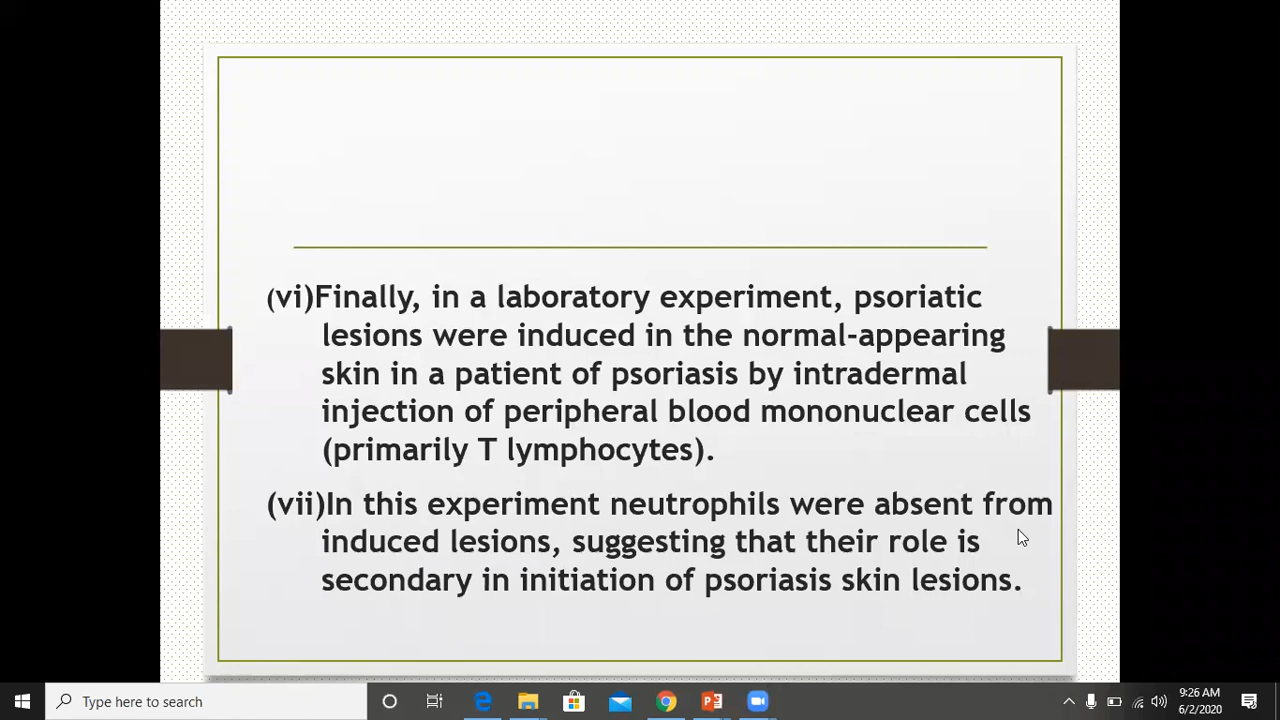 (vi)Finally, in a laboratory experiment, psoriatic
lesions were induced in the normal-appearing
skin in a patient of psoriasis by intradermal
injection of peripheral blood mononuclear cells
(primarily T lymphocytes).
(vii)In this experiment neutrophils were absent from
induced lesions, suggesting that their role is
secondary in initiation of psoriasis skin lesions.
Type here to search
9:26 AM
6/2/2020